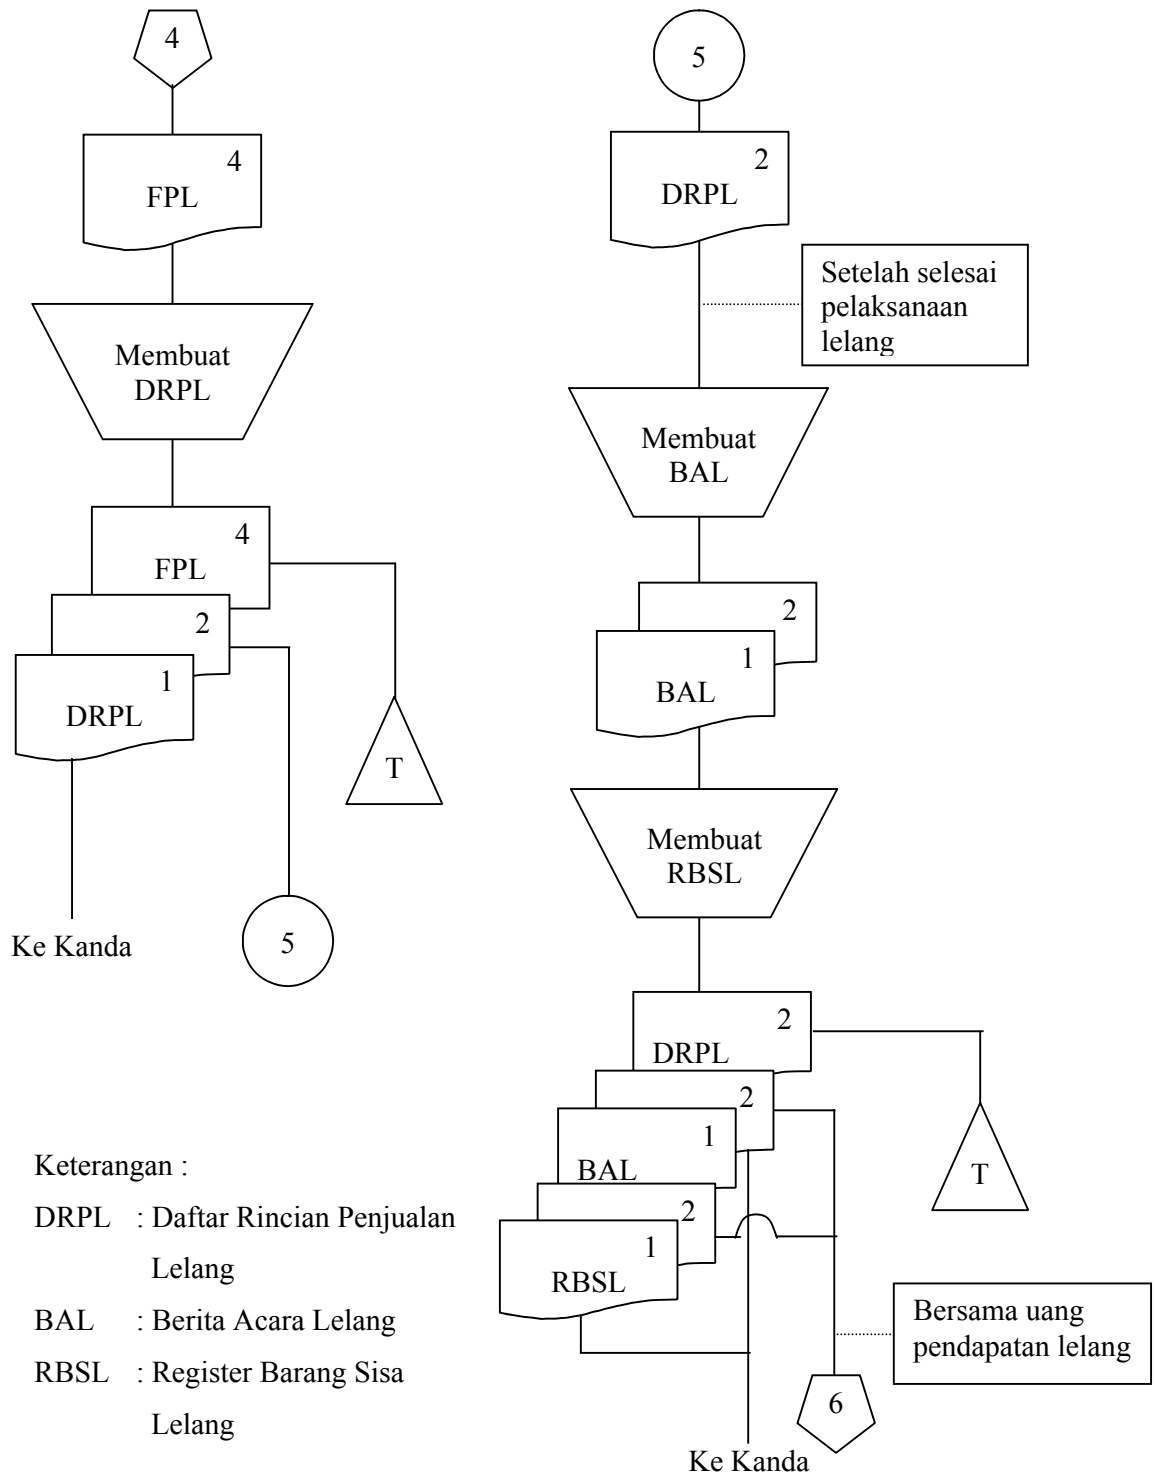 4
4
FPL
Membuat
DRPL
4
FPL
2
1
DRPL
T
Ke Kanda
5
5
2
DRPL
Setelah selesai
pelaksanaan
lelang
Membuat
BAL
2
1
BAL
Membuat
RBSL
2
DRPL
2
1
BAL
2
1
RBSL
T
Bersama uang
pendapatan lelang
6
Ke Kanda
Keterangan :
DRPL : Daftar Rincian Penjualan
Lelang
BAL : Berita Acara Lelang
RBSL : Register Barang Sisa
Lelang